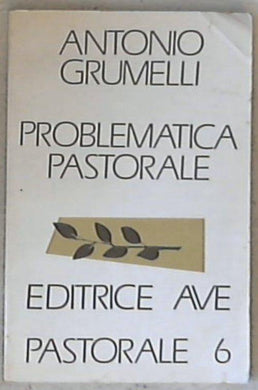 ANTONIO
GRUMELLI
PROBLEMATICA
PASTORALE
EDITRICE AVE
PASTORALE 6